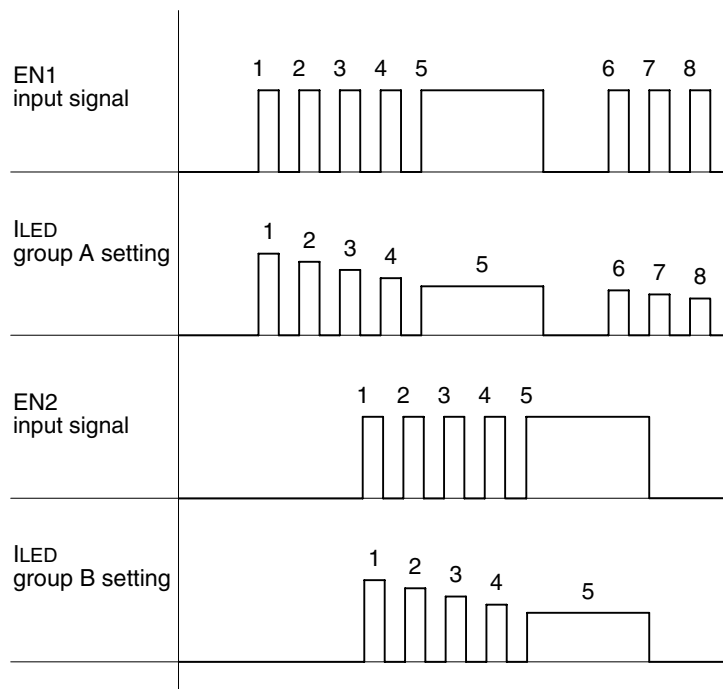 1 2 3 4 5 6 7 8
EN1
input signal
1 2 3 4 5 6 7 8
ILED
group A setting
1 2 3 4 5
EN2
input signal
1 2 3 4 5
ILED
group B setting